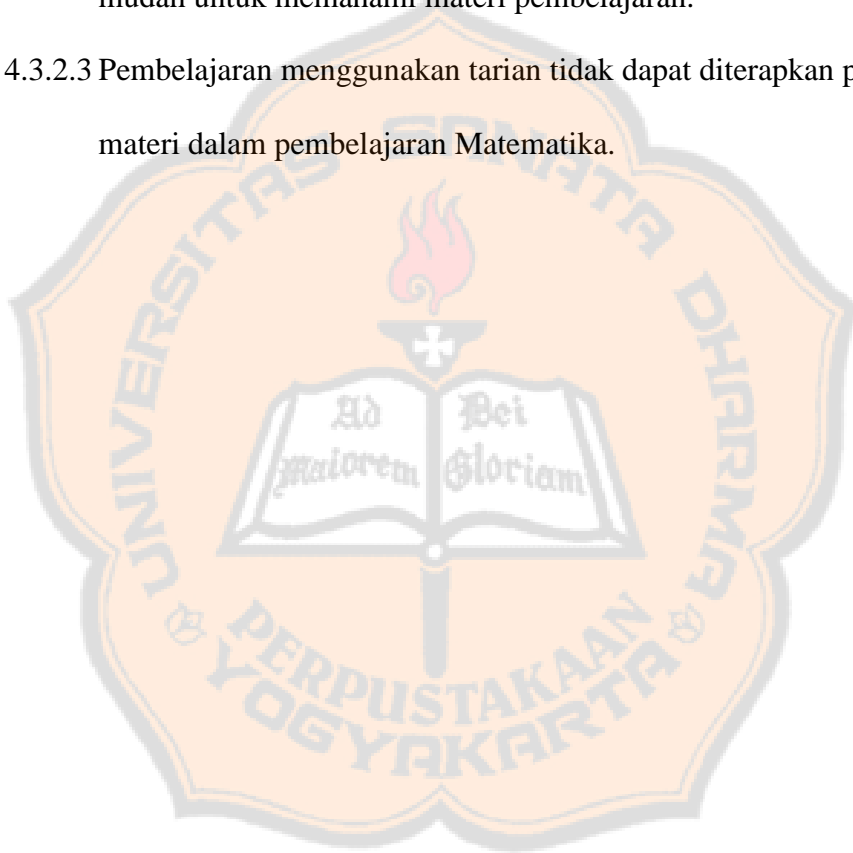 mudah untuk memahami materi pembelajaran.
4.3.2.3 Pembelajaran menggunakan tarian tidak dapat diterapkan
materi dalam pembelajaran Matematika.
UNIVERSITAS SANATA DHARMA
Ad Dei
Maiorem Gloriam
PERPUSTAKAAN
YOGYAKARTA